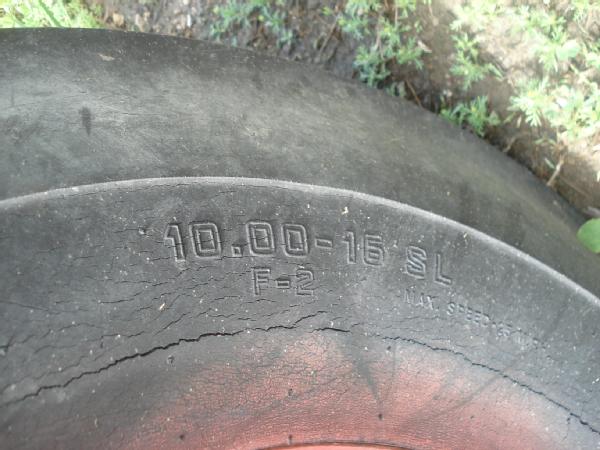 10.00-16 SL
F-2
MAX. SPEED